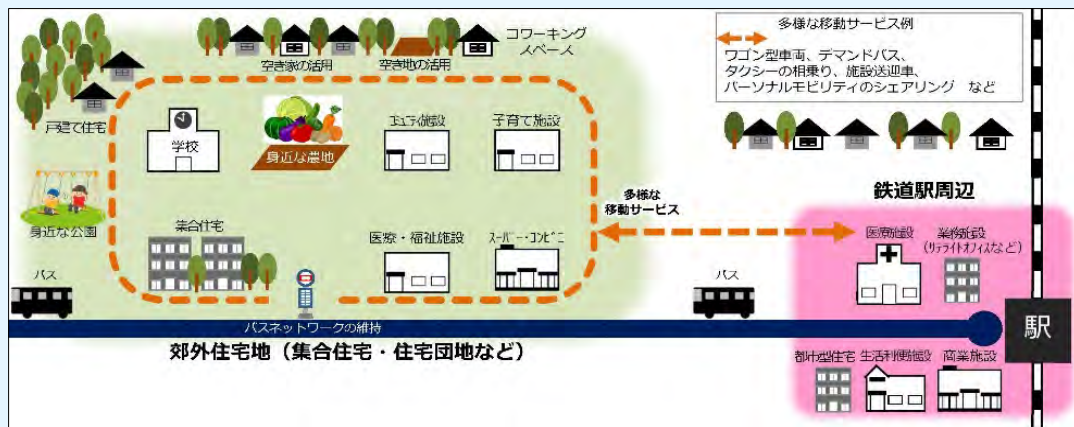 コワーキング
スペース
空き家の活用
空き地の活用
戸建て住宅
学校
身近な農地
コミュニティ施設
子育て施設
身近な公園
集合住宅
医療・福祉施設
スーパー・コンビニ
バス
バスネットワークの維持
郊外住宅地（集合住宅・住宅団地など）
多様な
移動サービス
多様な移動サービス例
ワゴン型車両、デマンドバス、
タクシーの相乗り、施設送迎車、
パーソナルモビリティのシェアリング　など
鉄道駅周辺
医療施設
業務施設
（サテライトオフィスなど）
バス
駅
都市型住宅
生活利便施設
商業施設